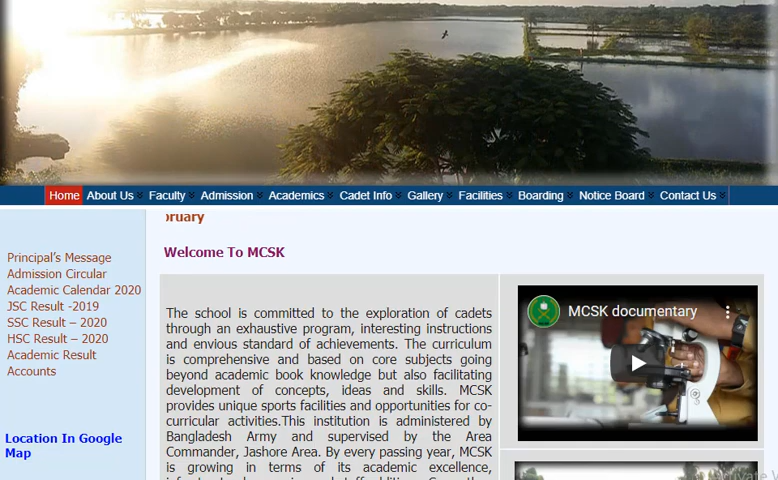 Home About Us Faculty Admission Academics Cadet Info Gallery Facilities Boarding Notice Board Contact Us
Principal's Message
Admission Circular
Academic Calendar 2020
JSC Result -2019
SSC Result – 2020
HSC Result – 2020
Academic Result
Accounts
Location In Google
Map
Welcome To MCSK
The school is committed to the exploration of cadets
through an exhaustive program, interesting instructions
and envious standard of achievements. The curriculum
is comprehensive and based on core subjects going
beyond academic book knowledge but also facilitating
development of concepts, ideas and skills. MCSK
provides unique sports facilities and opportunities for co-
curricular activities.This institution is administered by
Bangladesh Army and supervised by the Area
Commander, Jashore Area. By every passing year, MCSK
is growing in terms of its academic excellence,
MCSK documentary